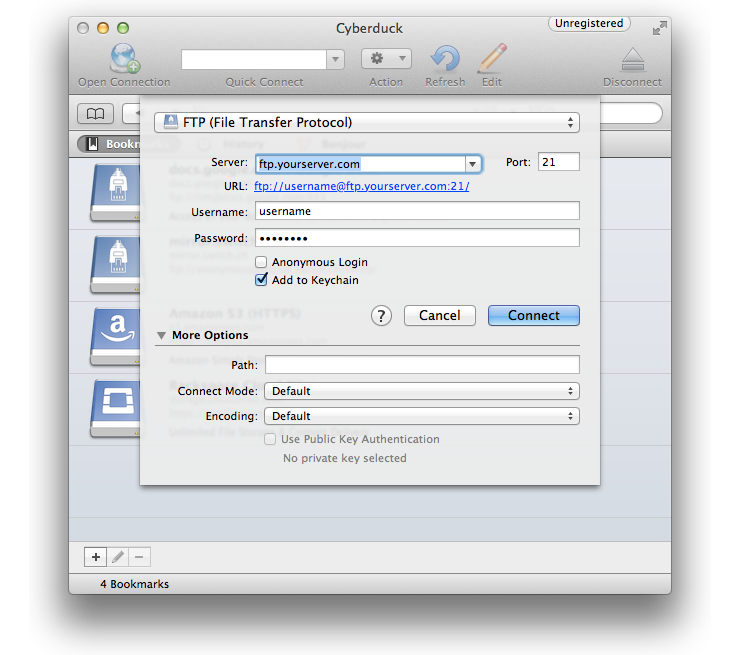 Cyberduck
Unregistered
Open Connection
Quick Connect
Action
Refresh
Edit
Disconnect
FTP (File Transfer Protocol)
Bookm
History
Bonjour
Server: ftp.yourserver.com Port: 21
URL: ftp://username@ftp.yourserver.com:21/
Username: username
Password: ••••••••
Anonymous Login
Add to Keychain
Amazon S3 (HTTPS)
? Cancel Connect
More Options
Path:
Connect Mode: Default
Encoding: Default
Use Public Key Authentication
No private key selected
4 Bookmarks